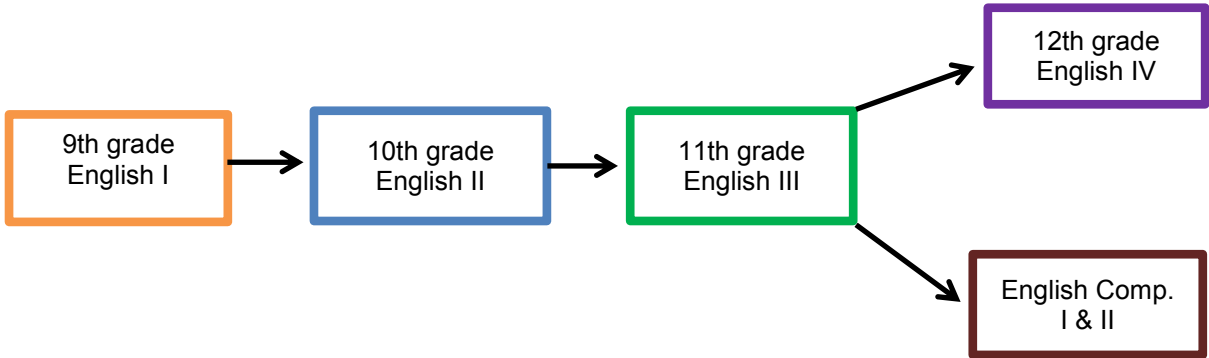 9th grade
English I
10th grade
English II
11th grade
English III
12th grade
English IV
English Comp.
I & II